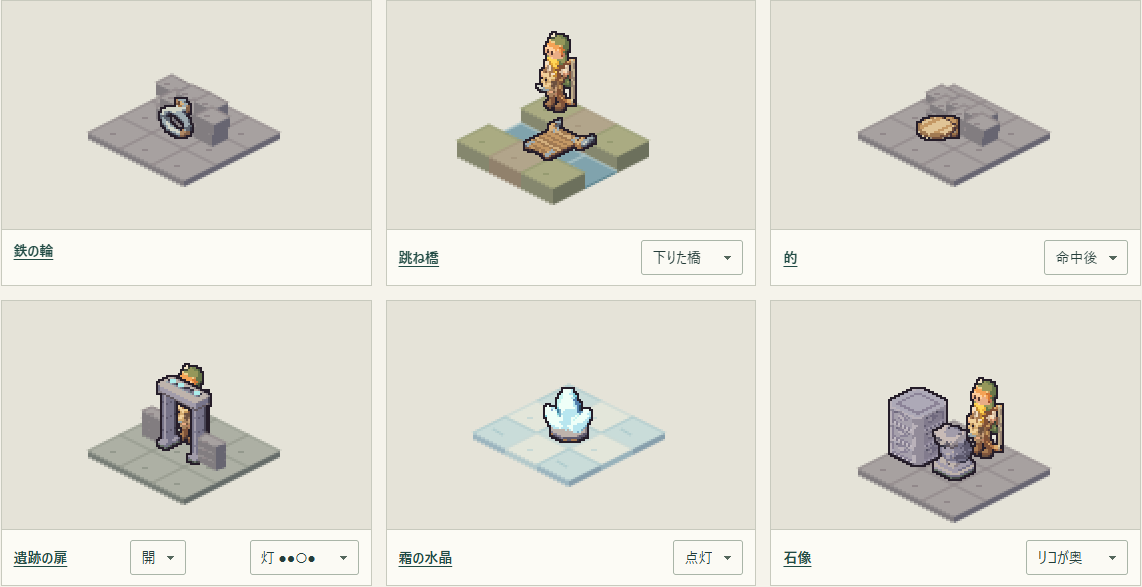 鉄の輪
跳ね橋
下りた橋
的
命中後
遺跡の扉
開
灯 ●●○●
霜の水晶
点灯
石像
リコが奥